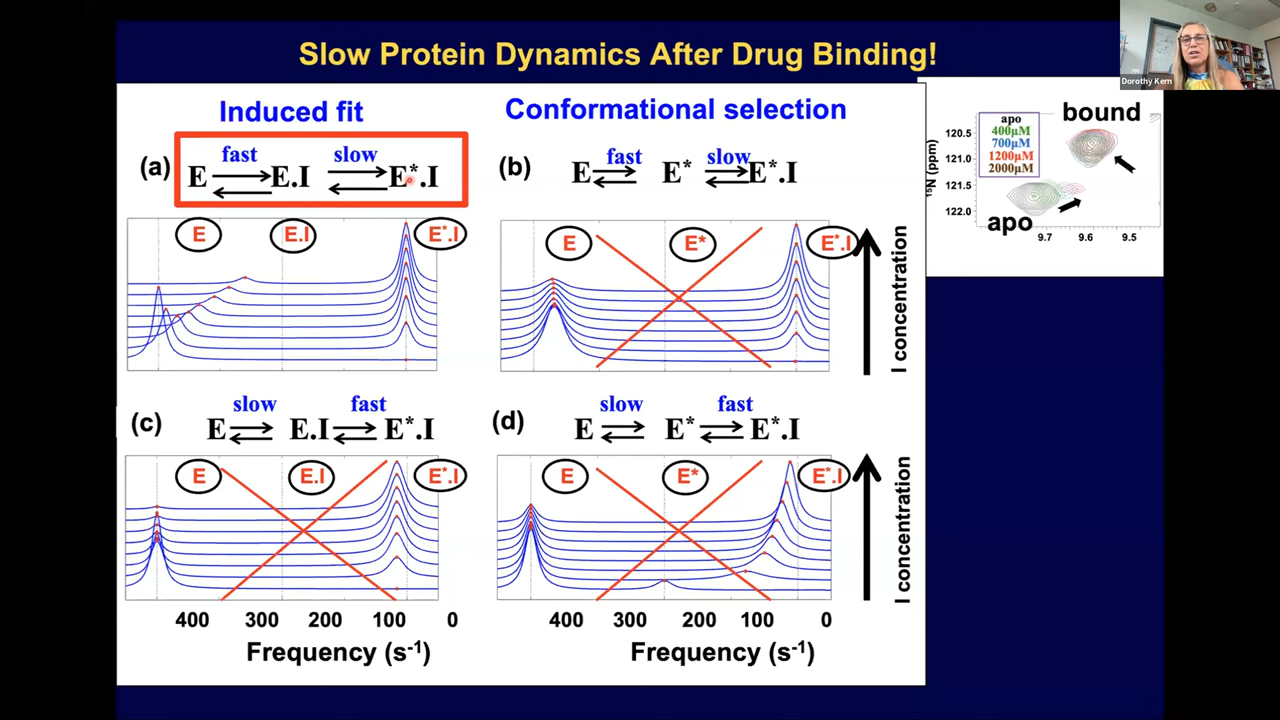 Slow Protein Dynamics After Drug Binding!
Dorothy Kern
Induced fit
Conformational selection
(a)
fast
slow
E E.I E*.I
E E.I E*.I
(b)
fast
slow
E E* E*.I
E E* E*.I
I concentration
(c)
slow
fast
E E.I E*.I
E E.I E*.I
400 300 200 100 0
Frequency (s-1)
(d)
slow
fast
E E* E*.I
E E* E*.I
I concentration
400 300 200 100 0
Frequency (s-1)
apo
400µM
700µM
1200µM
2000µM
bound
apo
15N (ppm)
120.5
121.0
121.5
122.0
9.7 9.6 9.5